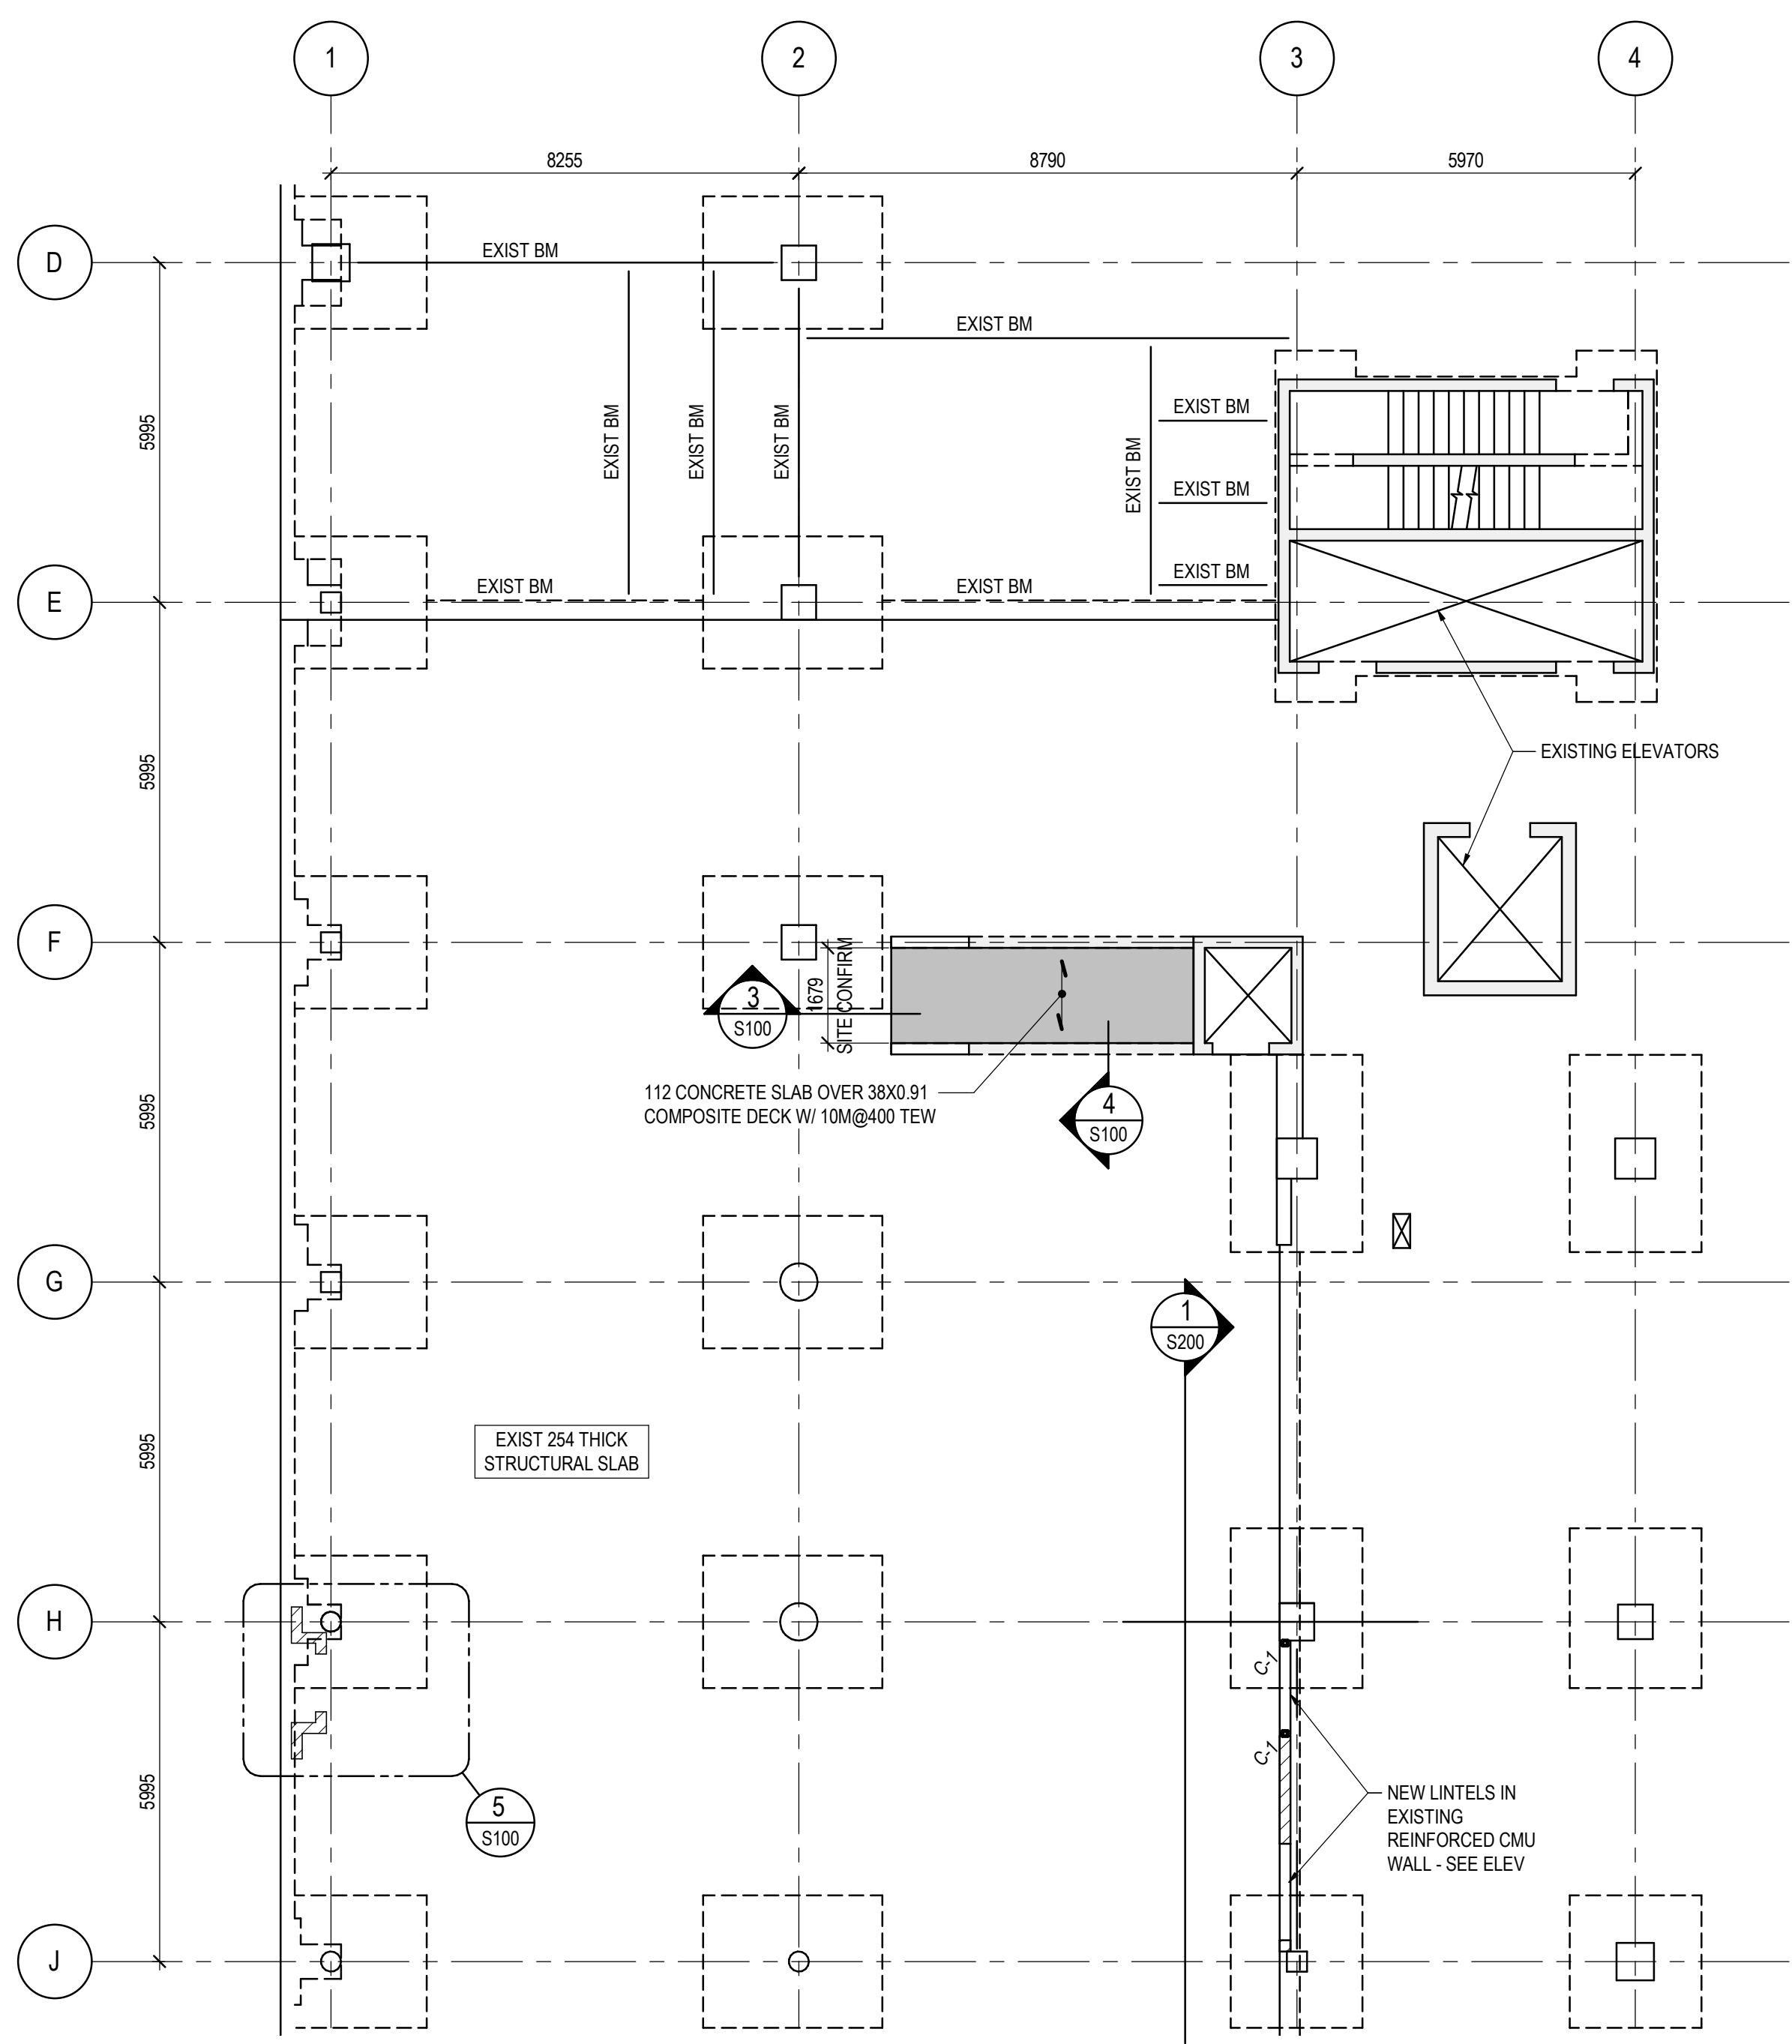 1
2
3
4
8255
8790
5970
D
EXIST BM
EXIST BM
5995
EXIST BM
EXIST BM
EXIST BM
EXIST BM
EXIST BM
EXIST BM
EXIST BM
E
EXIST BM
EXIST BM
5995
EXISTING ELEVATORS
F
1679
SITE CONFIRM
3
S100
112 CONCRETE SLAB OVER 38X0.91
COMPOSITE DECK W/ 10M@400 TEW
4
S100
5995
G
1
S200
5995
EXIST 254 THICK
STRUCTURAL SLAB
H
C-1
C-1
5995
5
S100
NEW LINTELS IN
EXISTING
REINFORCED CMU
WALL - SEE ELEV
J